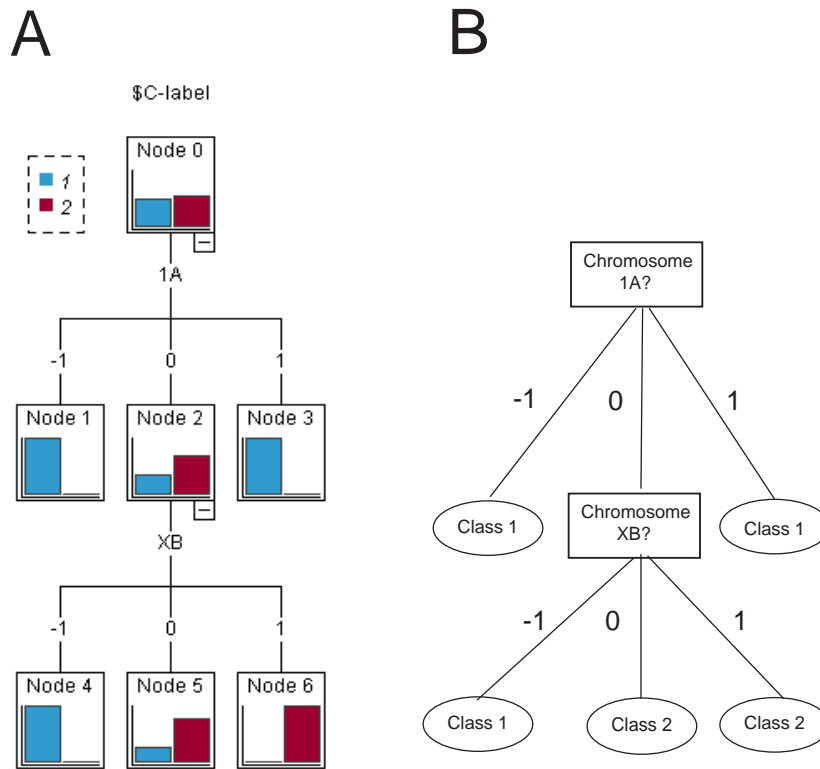 A
$C-label
1
2
Node 0
1A
-1 0 1
Node 1 Node 2 Node 3
XB
-1 0 1
Node 4 Node 5 Node 6
B
Chromosome
1A?
-1 0 1
Class 1
Chromosome
XB?
Class 1
-1 0 1
Class 1 Class 2 Class 2